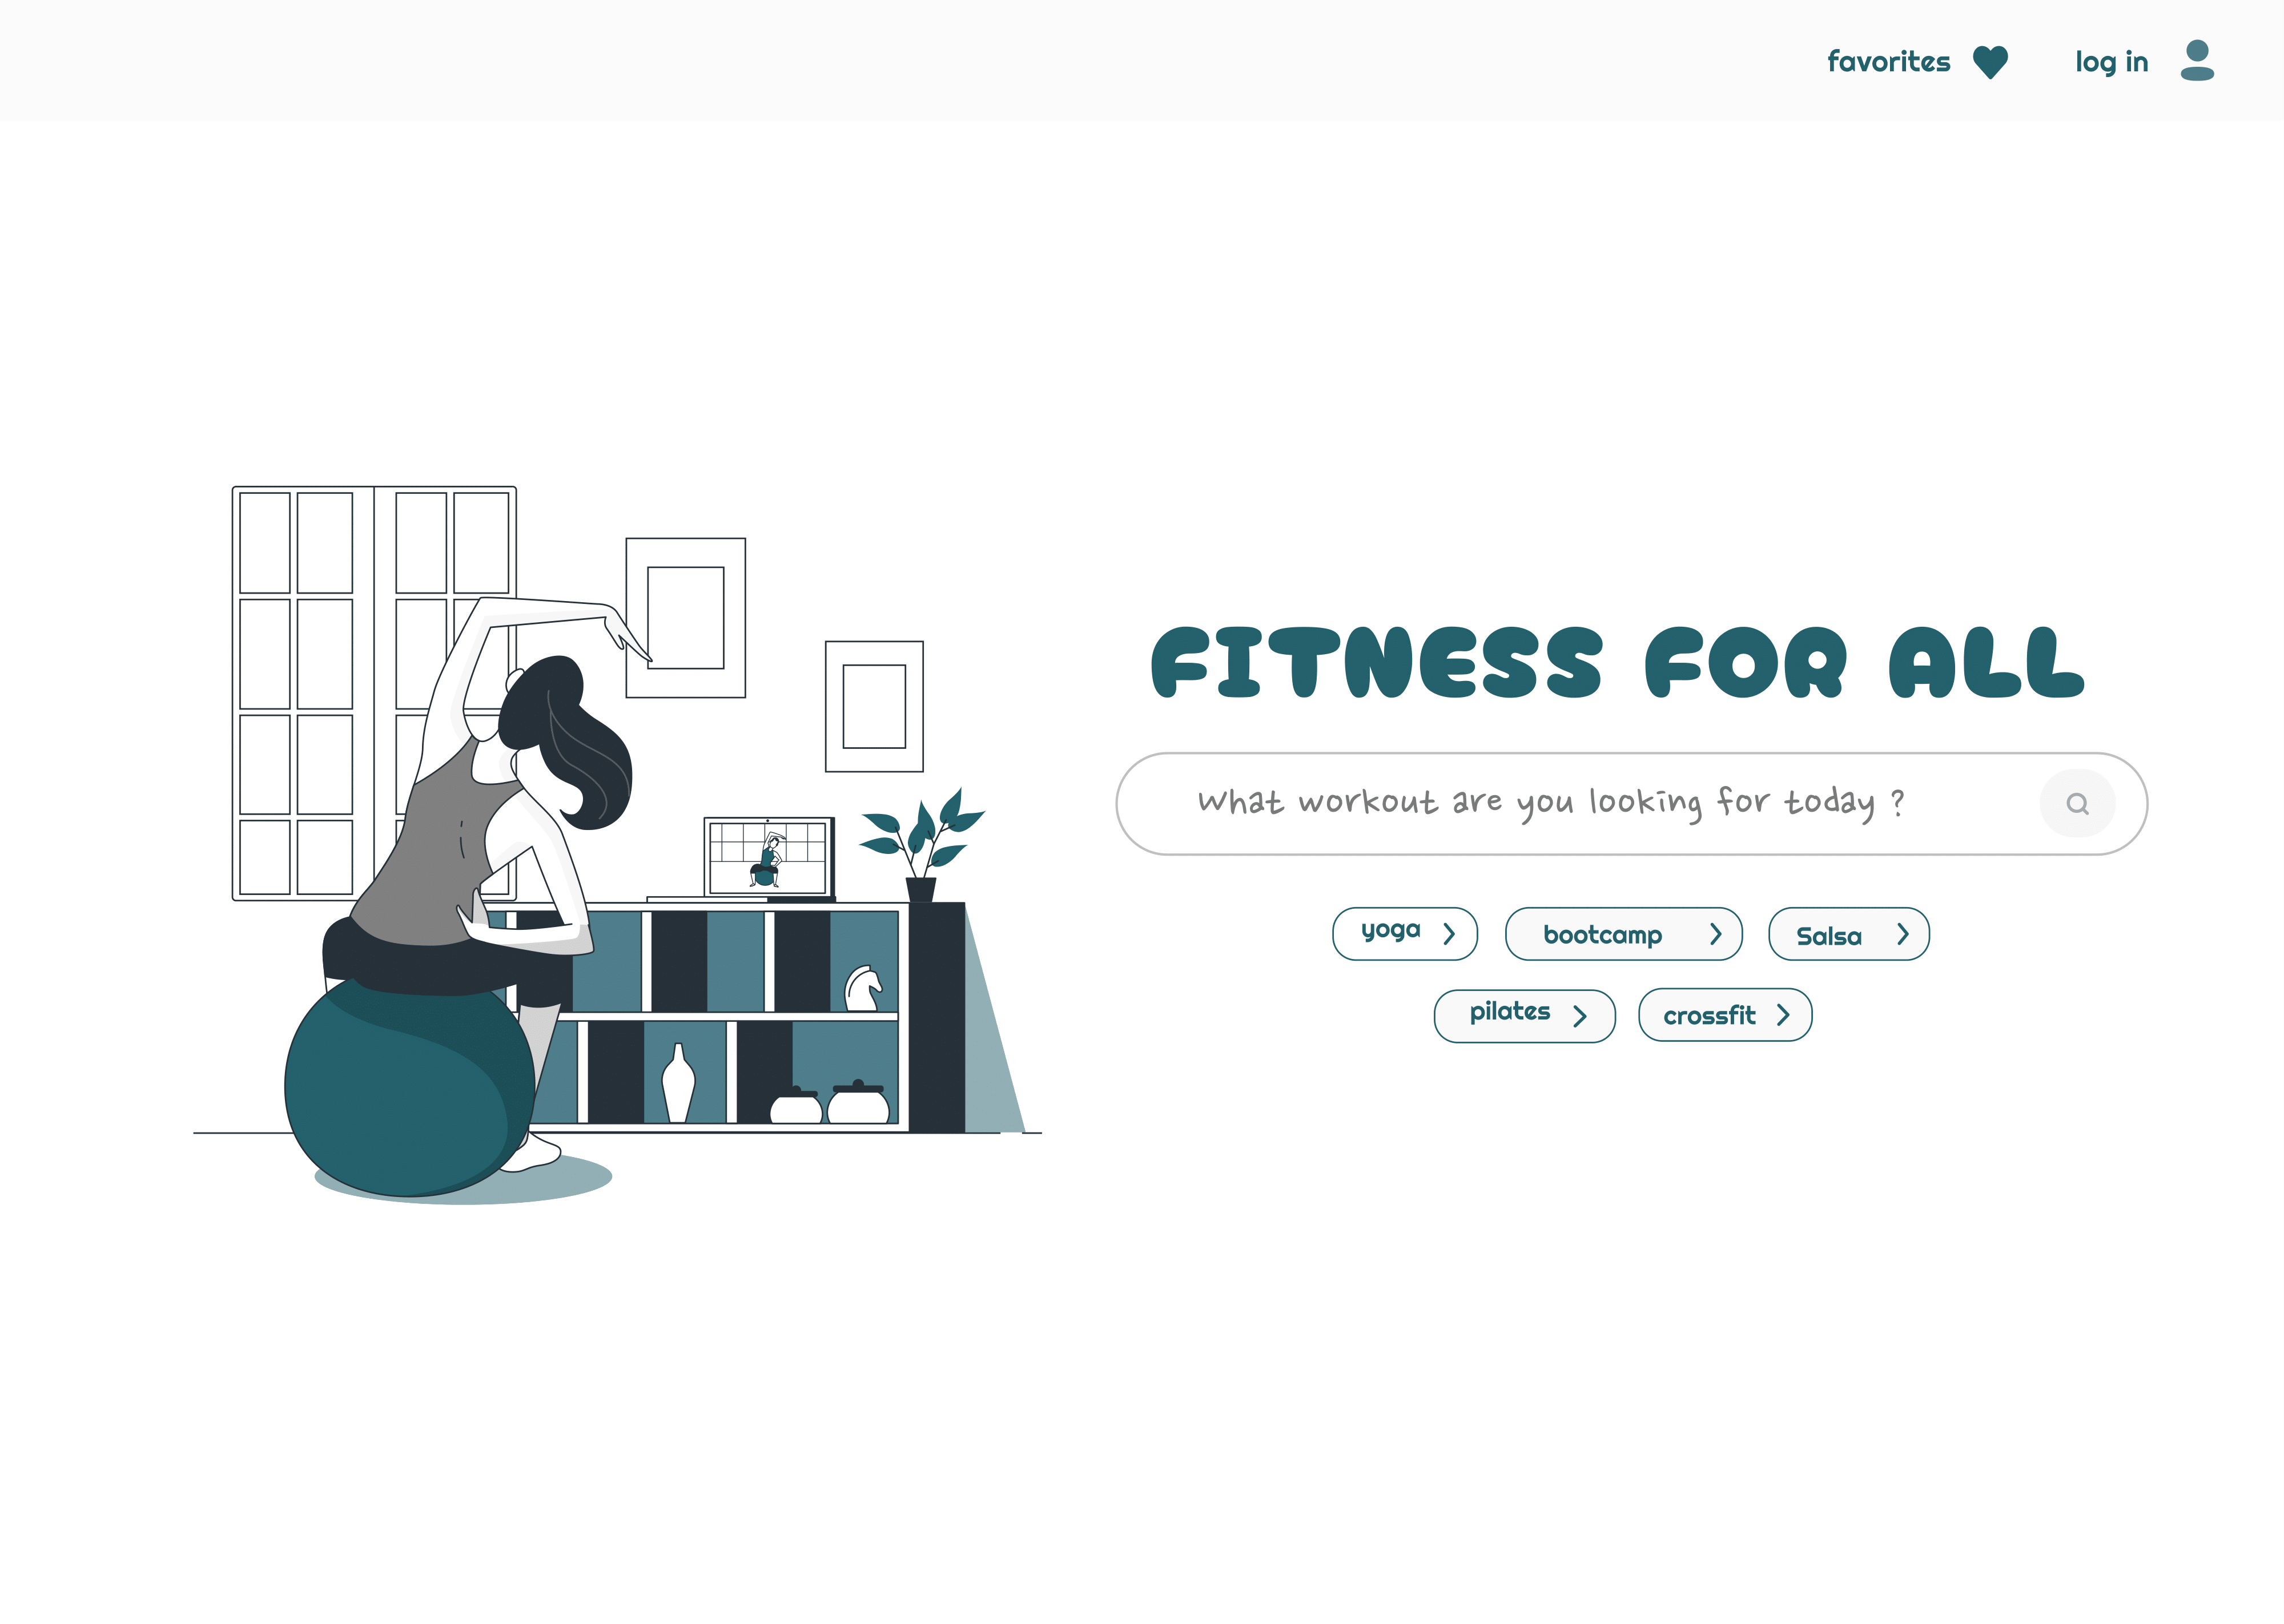 favorites
log in
FITNESS FOR ALL
What workout are you looking for today ?
yoga
bootcamp
Salsa
pilates
crossfit